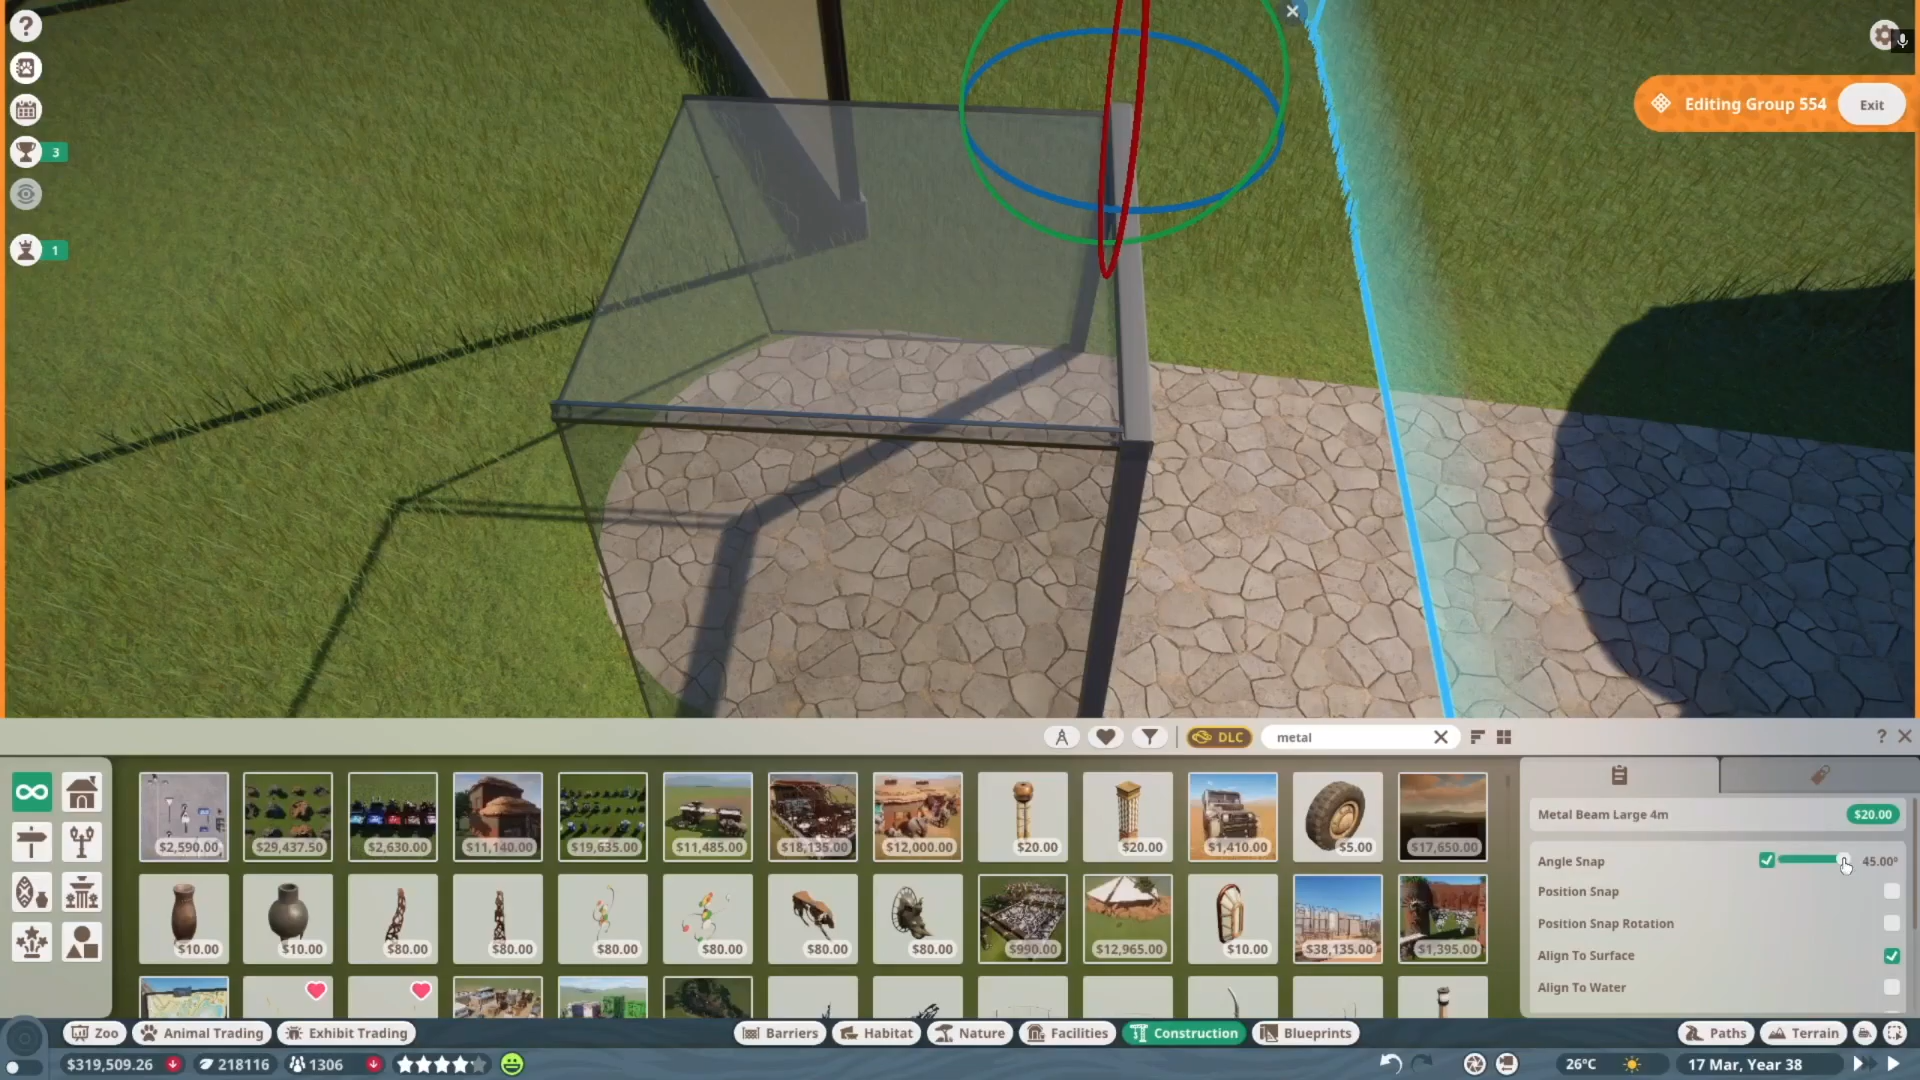 ?
3
1
Editing Group 554
Exit
DLC
metal
?
$2,590.00
$29,437.50
$2,630.00
$11,140.00
$19,635.00
$11,485.00
$18,135.00
$12,000.00
$20.00
$20.00
$1,410.00
$5.00
$17,650.00
$10.00
$10.00
$80.00
$80.00
$80.00
$80.00
$80.00
$80.00
$990.00
$12,965.00
$10.00
$38,135.00
$1,395.00
Metal Beam Large 4m
$20.00
Angle Snap
45.00°
Position Snap
Position Snap Rotation
Align To Surface
Align To Water
Zoo
Animal Trading
Exhibit Trading
Barriers
Habitat
Nature
Facilities
Construction
Blueprints
Paths
Terrain
$319,509.26
218116
1306
26°C
17 Mar, Year 38